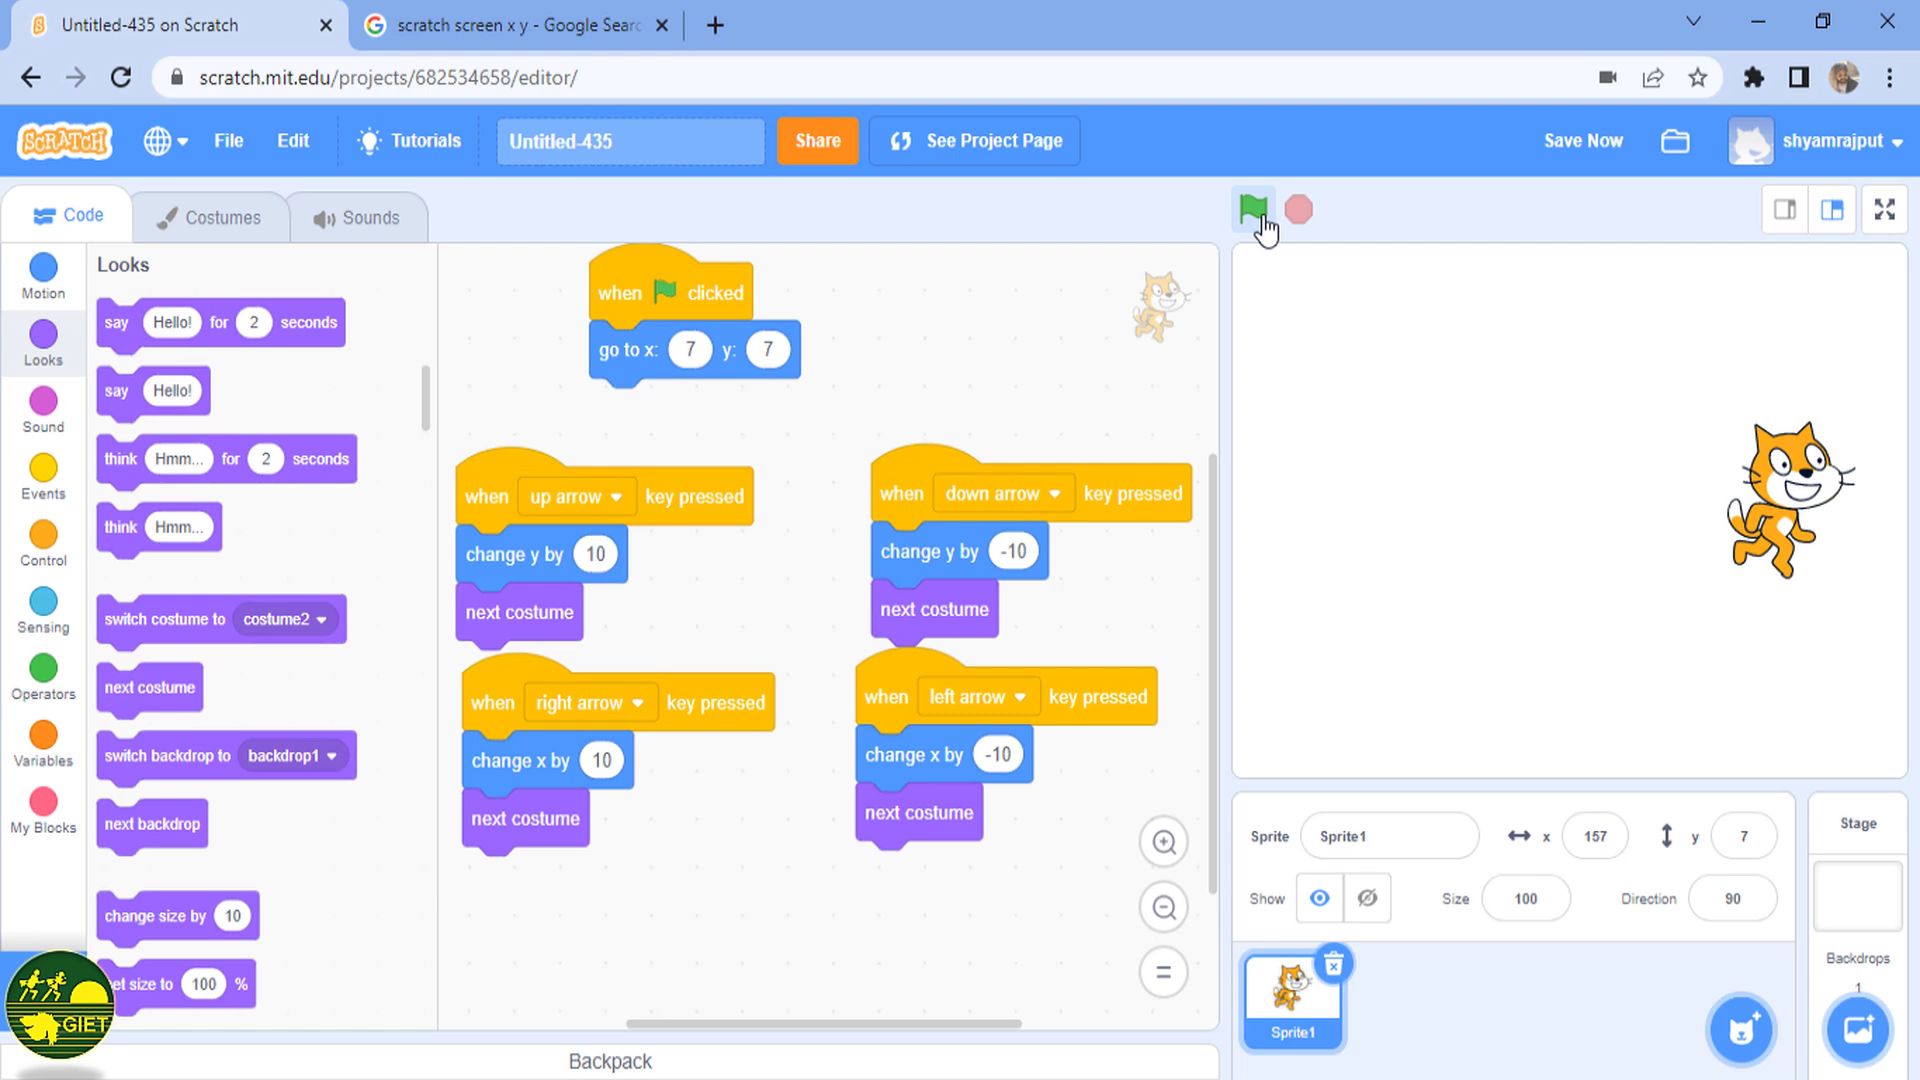 Untitled-435 on Scratch
scratch screen x y - Google Searc
scratch.mit.edu/projects/682534658/editor/
SCRATCH
File
Edit
Tutorials
Untitled-435
Share
See Project Page
Save Now
shyamrajput
Code
Costumes
Sounds
Motion
Looks
Sound
Events
Control
Sensing
Operators
Variables
My Blocks
Looks
say Hello! for 2 seconds
say Hello!
think Hmm... for 2 seconds
think Hmm...
switch costume to costume2
next costume
switch backdrop to backdrop1
next backdrop
change size by 10
et size to 100 %
GIET
when clicked
go to x: 7 y: 7
when up arrow key pressed
change y by 10
next costume
when down arrow key pressed
change y by -10
next costume
when right arrow key pressed
change x by 10
next costume
when left arrow key pressed
change x by -10
next costume
Backpack
Sprite Sprite1 x 157 y 7
Show Size 100 Direction 90
Sprite1
Stage
Backdrops
1